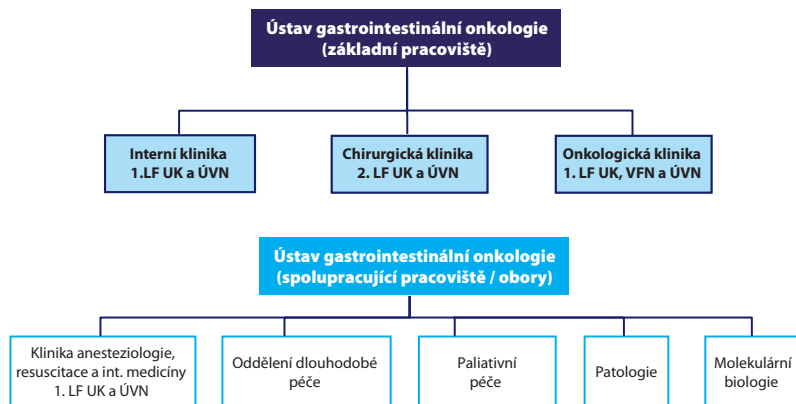 Ústav gastrointestinální onkologie
(základní pracoviště)
Interní klinika
1.LF UK a ÚVN
Chirurgická klinika
2. LF UK a ÚVN
Onkologická klinika
1. LF UK, VFN a ÚVN
Ústav gastrointestinální onkologie
(spolupracující pracoviště / obory)
Klinika anesteziologie,
resuscitace a int. medicíny
1. LF UK a ÚVN
Oddělení dlouhodobé
péče
Paliativní
péče
Patologie
Molekulární
biologie